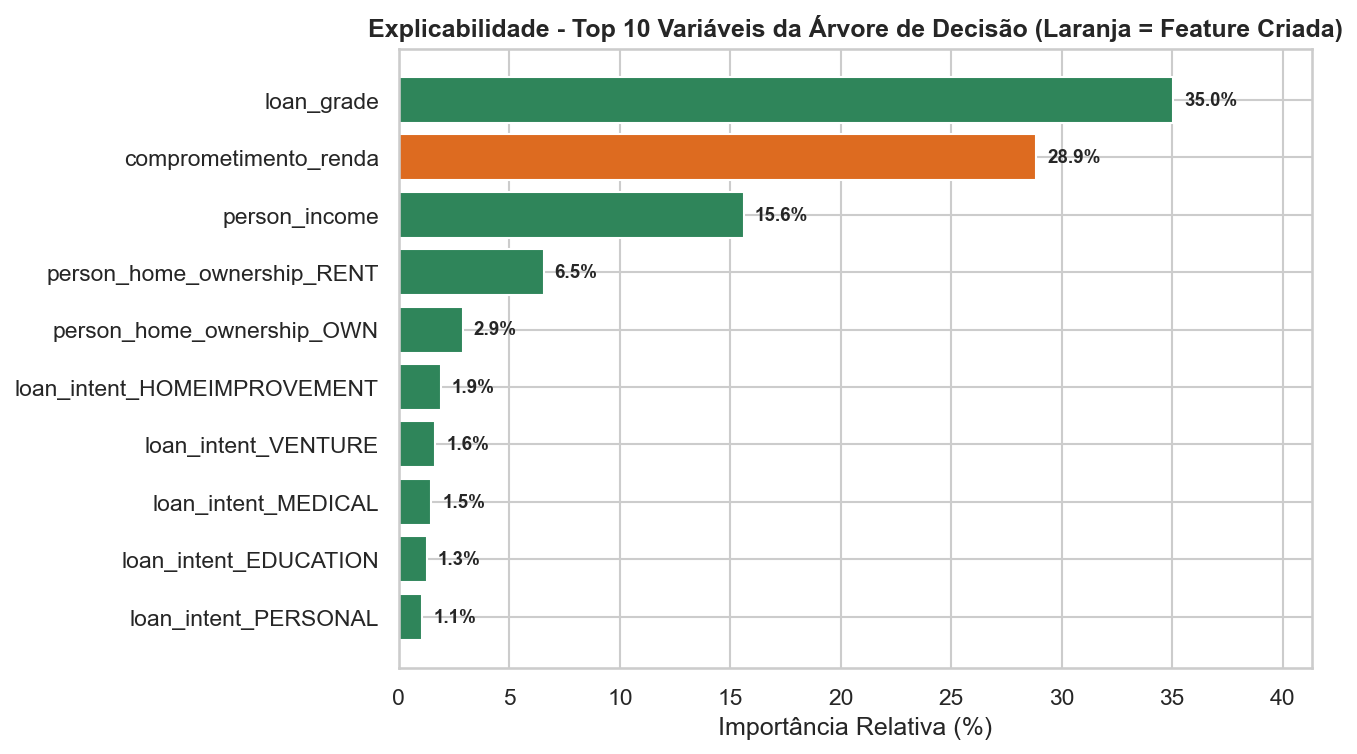 Explicabilidade - Top 10 Variáveis da Árvore de Decisão (Laranja = Feature Criada)
loan_grade 35.0%
comprometimento_renda 28.9%
person_income 15.6%
person_home_ownership_RENT 6.5%
person_home_ownership_OWN 2.9%
loan_intent_HOMEIMPROVEMENT 1.9%
loan_intent_VENTURE 1.6%
loan_intent_MEDICAL 1.5%
loan_intent_EDUCATION 1.3%
loan_intent_PERSONAL 1.1%
0 5 10 15 20 25 30 35 40
Importância Relativa (%)